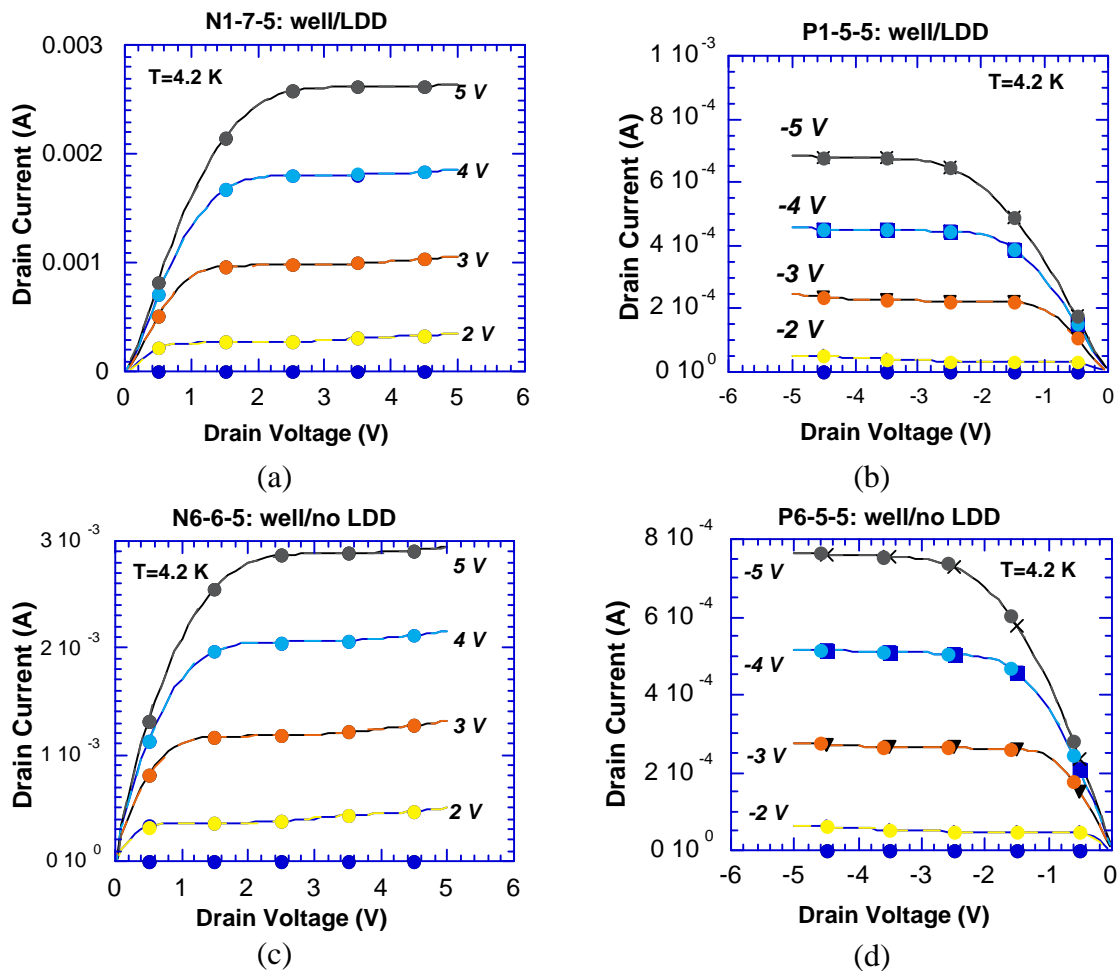 N1-7-5: well/LDD
0.003
0.002
0.001
0
T=4.2 K
5 V
4 V
3 V
2 V
0 1 2 3 4 5 6
Drain Current (A)
Drain Voltage (V)
(a)
P1-5-5: well/LDD
1 10⁻³
8 10⁻⁴
6 10⁻⁴
4 10⁻⁴
2 10⁻⁴
0 10⁰
T=4.2 K
-5 V
-4 V
-3 V
-2 V
-6 -5 -4 -3 -2 -1 0
Drain Current (A)
Drain Voltage (V)
(b)
N6-6-5: well/no LDD
3 10⁻³
2 10⁻³
1 10⁻³
0 10⁰
T=4.2 K
5 V
4 V
3 V
2 V
0 1 2 3 4 5 6
Drain Current (A)
Drain Voltage (V)
(c)
P6-5-5: well/no LDD
8 10⁻⁴
6 10⁻⁴
4 10⁻⁴
2 10⁻⁴
0 10⁰
T=4.2 K
-5 V
-4 V
-3 V
-2 V
-6 -5 -4 -3 -2 -1 0
Drain Current (A)
Drain Voltage (V)
(d)